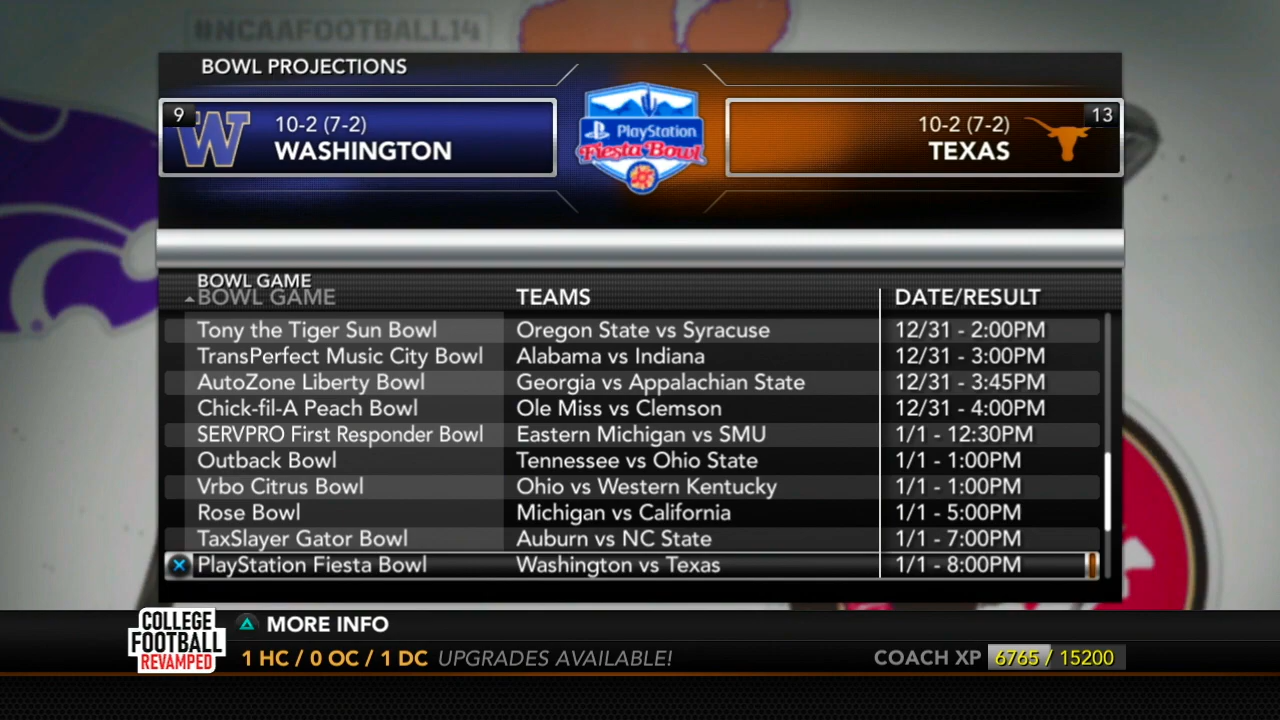 #NCAAFOOTBALL14
BOWL PROJECTIONS
9 W 10-2 (7-2)
WASHINGTON
PlayStation
Fiesta Bowl
10-2 (7-2) 13
TEXAS
BOWL GAME
BOWL GAME TEAMS DATE/RESULT
Tony the Tiger Sun Bowl Oregon State vs Syracuse 12/31 - 2:00PM
TransPerfect Music City Bowl Alabama vs Indiana 12/31 - 3:00PM
AutoZone Liberty Bowl Georgia vs Appalachian State 12/31 - 3:45PM
Chick-fil-A Peach Bowl Ole Miss vs Clemson 12/31 - 4:00PM
SERVPRO First Responder Bowl Eastern Michigan vs SMU 1/1 - 12:30PM
Outback Bowl Tennessee vs Ohio State 1/1 - 1:00PM
Vrbo Citrus Bowl Ohio vs Western Kentucky 1/1 - 1:00PM
Rose Bowl Michigan vs California 1/1 - 5:00PM
TaxSlayer Gator Bowl Auburn vs NC State 1/1 - 7:00PM
PlayStation Fiesta Bowl Washington vs Texas 1/1 - 8:00PM
COLLEGE
FOOTBALL
REVAMPED
MORE INFO
1 HC / 0 OC / 1 DC UPGRADES AVAILABLE!
COACH XP 6765 / 15200